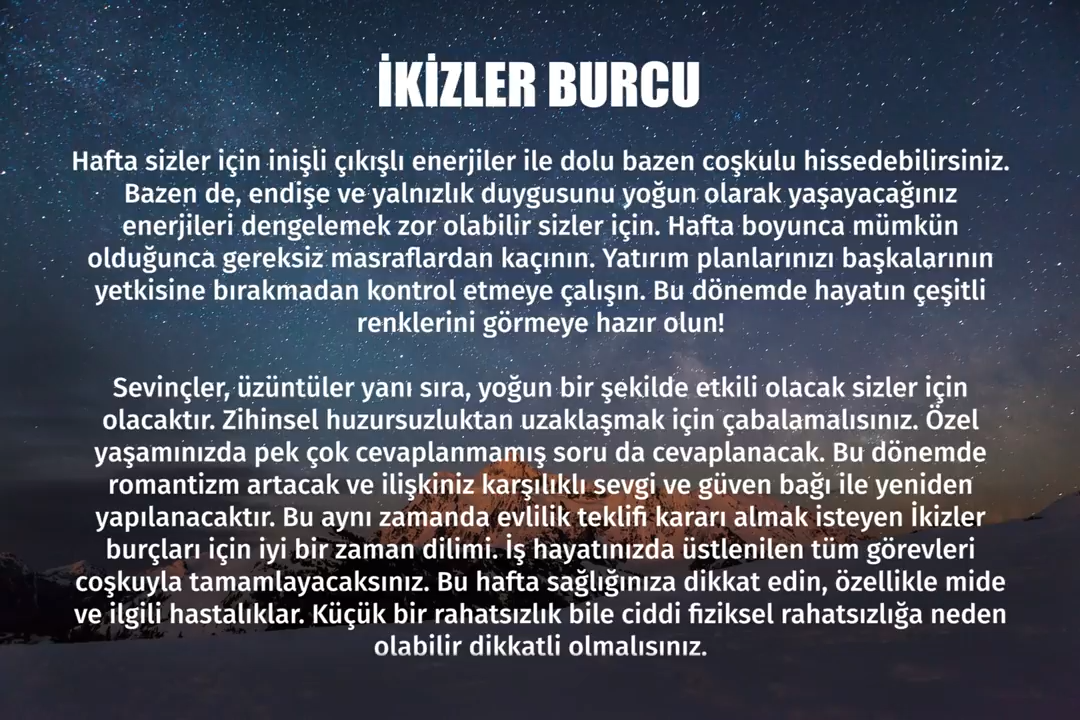 İKİZLER BURCU
Hafta sizler için inişli çıkışlı enerjiler ile dolu bazen coşkulu hissedebilirsiniz.
Bazen de, endişe ve yalnızlık duygusunu yoğun olarak yaşayacağınız
enerjileri dengelemek zor olabilir sizler için. Hafta boyunca mümkün
olduğunca gereksiz masraflardan kaçının. Yatırım planlarınızı başkalarının
yetkisine bırakmadan kontrol etmeye çalışın. Bu dönemde hayatın çeşitli
renklerini görmeye hazır olun!
Sevinçler, üzüntüler yanı sıra, yoğun bir şekilde etkili olacak sizler için
olacaktır. Zihinsel huzursuzluktan uzaklaşmak için çabalamalısınız. Özel
yaşamınızda pek çok cevaplanmamış soru da cevaplanacak. Bu dönemde
romantizm artacak ve ilişkiniz karşılıklı sevgi ve güven bağı ile yeniden
yapılanacaktır. Bu aynı zamanda evlilik teklifi kararı almak isteyen İkizler
burçları için iyi bir zaman dilimi. İş hayatınızda üstlenilen tüm görevleri
coşkuyla tamamlayacaksınız. Bu hafta sağlığınıza dikkat edin, özellikle mide
ve ilgili hastalıklar. Küçük bir rahatsızlık bile ciddi fiziksel rahatsızlığa neden
olabilir dikkatli olmalısınız.